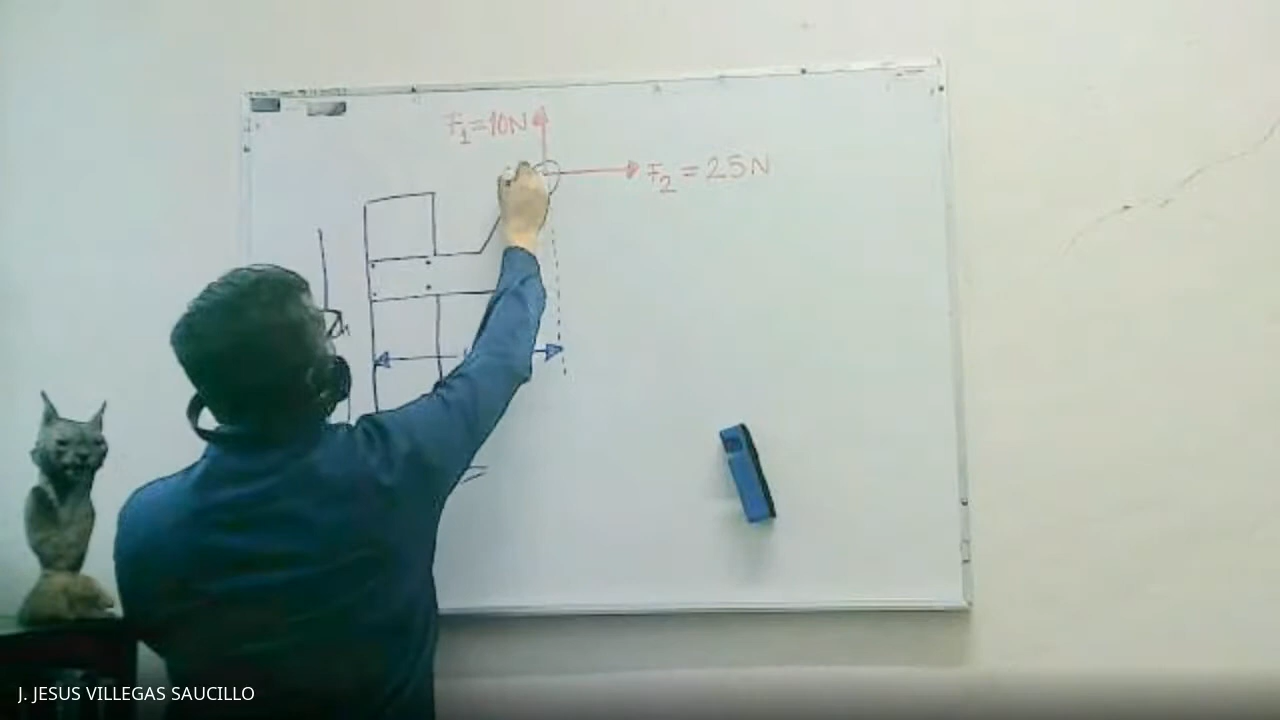 F₁=10N
F₂ = 25N
J. JESUS VILLEGAS SAUCILLO